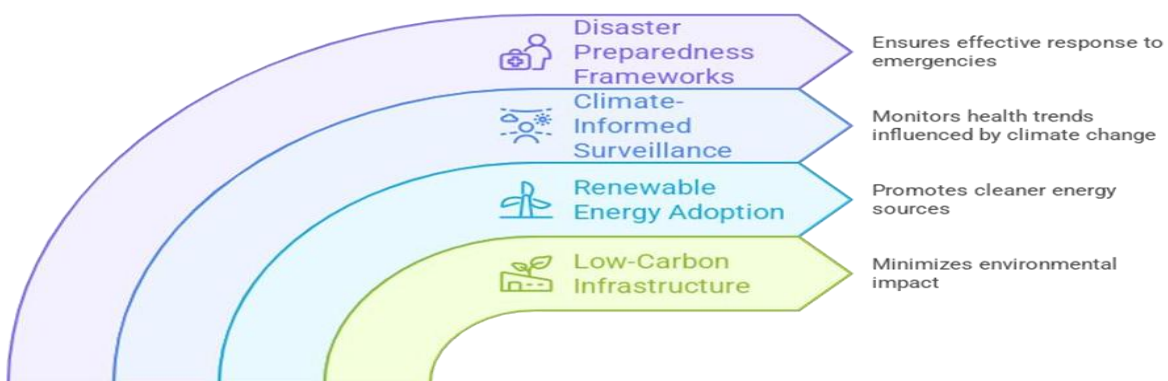 Disaster
Preparedness
Frameworks
Ensures effective response to
emergencies
Climate-
Informed
Surveillance
Monitors health trends
influenced by climate change
Renewable
Energy Adoption
Promotes cleaner energy
sources
Low-Carbon
Infrastructure
Minimizes environmental
impact